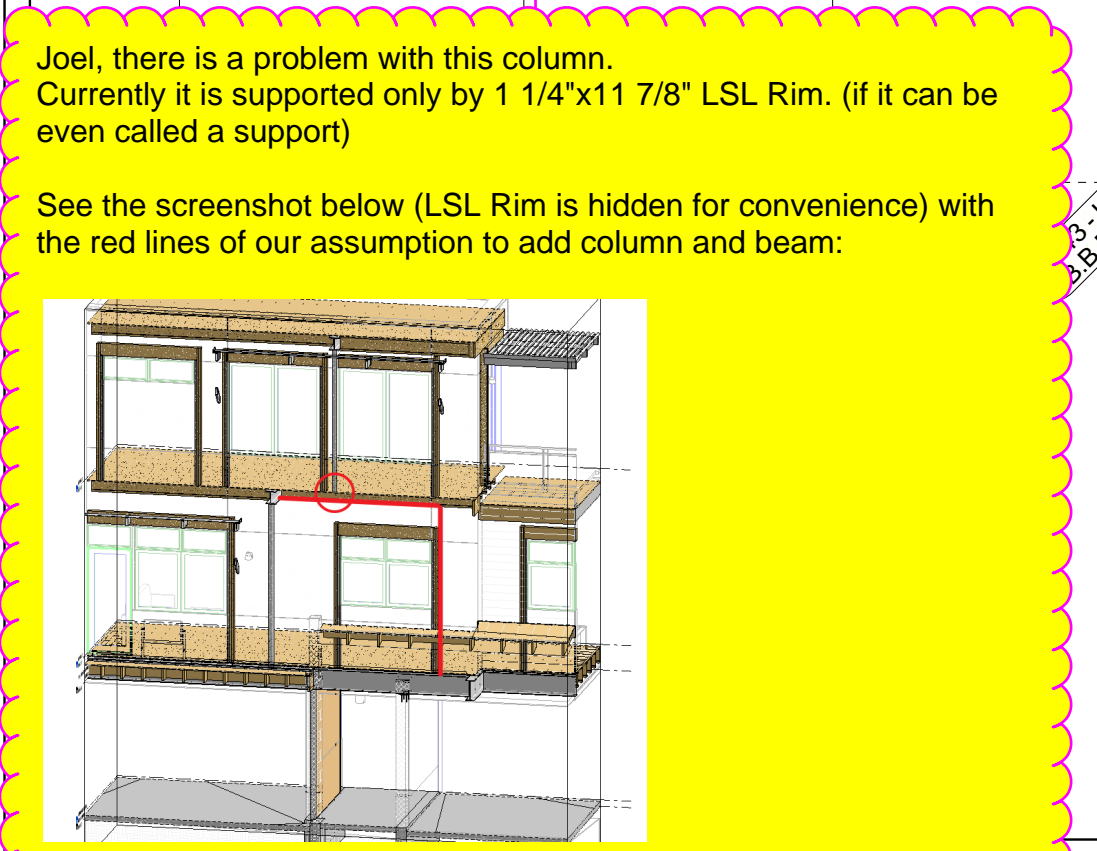 Joel, there is a problem with this column.
Currently it is supported only by 1 1/4"x11 7/8" LSL Rim. (if it can be
even called a support)
See the screenshot below (LSL Rim is hidden for convenience) with
the red lines of our assumption to add column and beam: